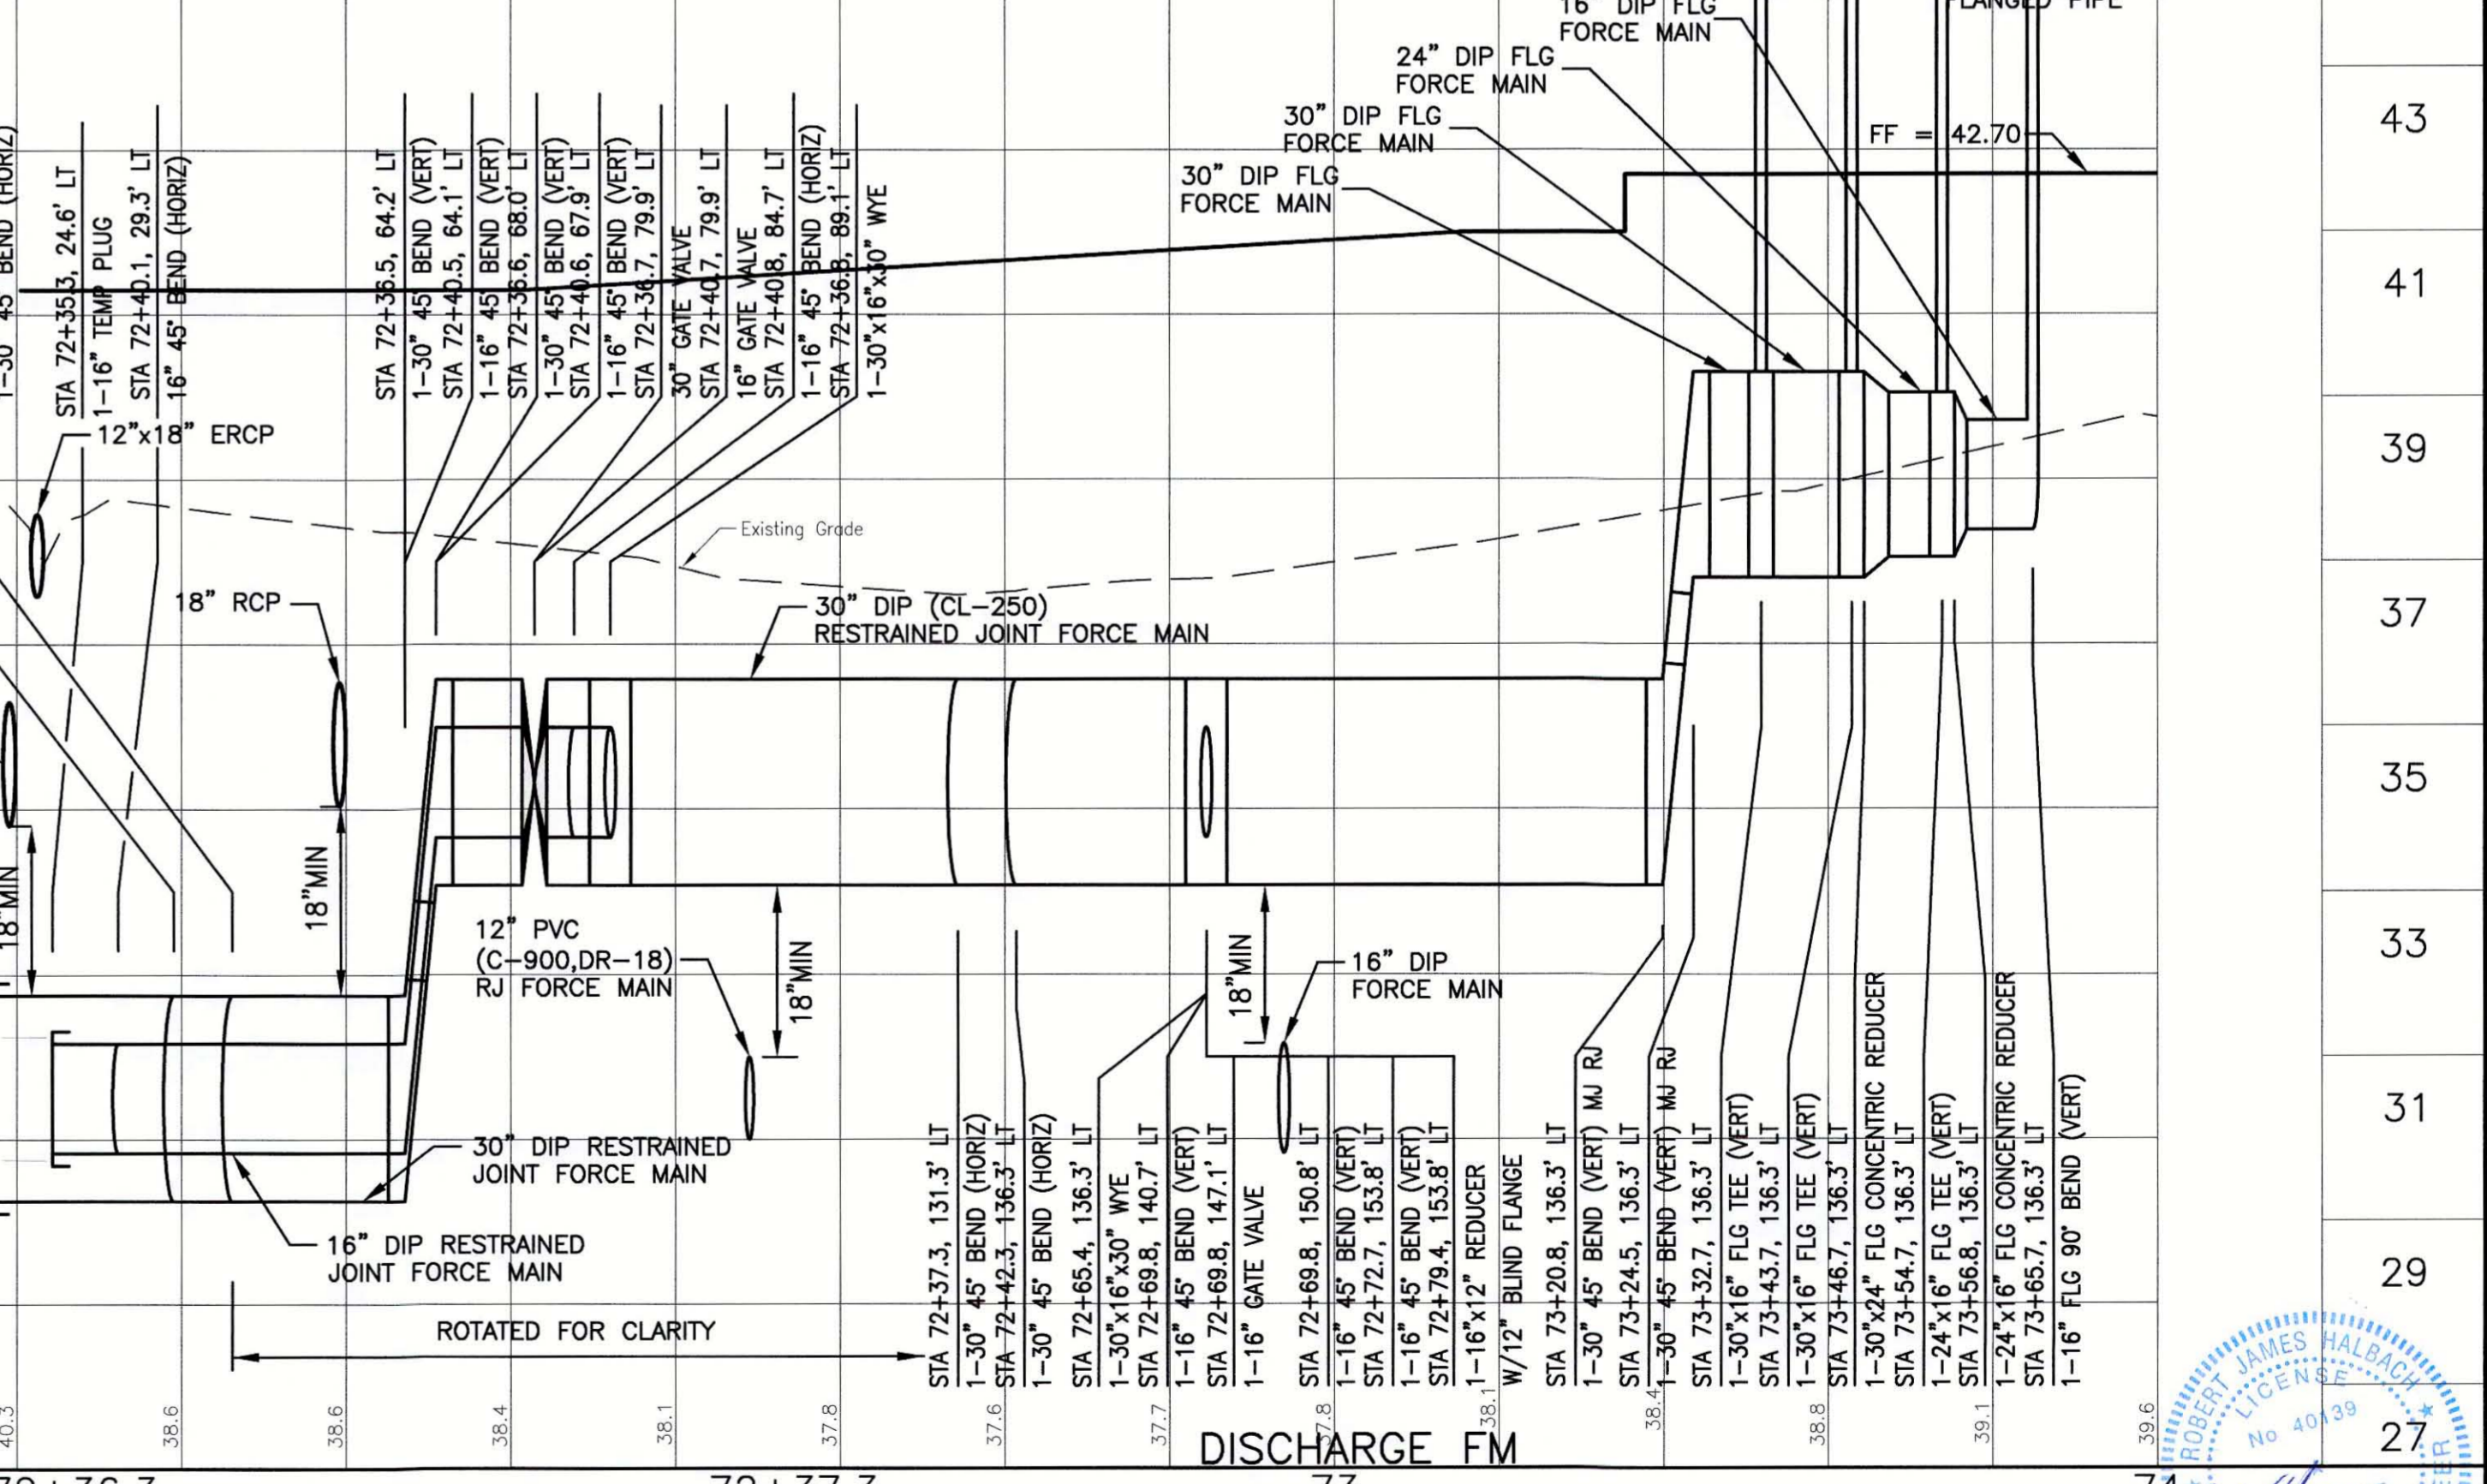 16" DIP FLG
FORCE MAIN
FLANGED PIPE
24" DIP FLG
FORCE MAIN
30" DIP FLG
FORCE MAIN
30" DIP FLG
FORCE MAIN
FF = 42.70
43
41
39
37
35
33
31
29
27
1-30" 45° BEND (HORIZ)
STA 72+35.3, 24.6' LT
1-16" TEMP PLUG
STA 72+40.1, 29.3' LT
16" 45° BEND (HORIZ)
STA 72+36.5, 64.2' LT
1-30" 45° BEND (VERT)
STA 72+40.5, 64.1' LT
1-16" 45° BEND (VERT)
STA 72+36.6, 68.0' LT
1-30" 45° BEND (VERT)
STA 72+40.6, 67.9' LT
1-16" 45° BEND (VERT)
STA 72+36.7, 79.9' LT
30" GATE VALVE
STA 72+40.7, 79.9' LT
16" GATE VALVE
STA 72+40.8, 84.7' LT
1-16" 45° BEND (HORIZ)
STA 72+36.8, 89.1' LT
1-30"x16"x30" WYE
12"x18" ERCP
Existing Grade
18" RCP
30" DIP (CL-250)
RESTRAINED JOINT FORCE MAIN
18"MIN
18"MIN
12" PVC
(C-900,DR-18)
RJ FORCE MAIN
18"MIN
18"MIN
16" DIP
FORCE MAIN
30" DIP RESTRAINED
JOINT FORCE MAIN
16" DIP RESTRAINED
JOINT FORCE MAIN
ROTATED FOR CLARITY
STA 72+37.3, 131.3' LT
1-30" 45° BEND (HORIZ)
STA 72+42.3, 136.3' LT
1-30" 45° BEND (HORIZ)
STA 72+65.4, 136.3' LT
1-30"x16"x30" WYE
STA 72+69.8, 140.7' LT
1-16" 45° BEND (VERT)
STA 72+69.8, 147.1' LT
1-16" GATE VALVE
STA 72+69.8, 150.8' LT
1-16" 45° BEND (VERT)
STA 72+72.7, 153.8' LT
1-16" 45° BEND (VERT)
STA 72+79.4, 153.8' LT
1-16"x12" REDUCER
W/12" BLIND FLANGE
STA 73+20.8, 136.3' LT
1-30" 45° BEND (VERT) MJ RJ
STA 73+24.5, 136.3' LT
1-30" 45° BEND (VERT) MJ RJ
STA 73+32.7, 136.3' LT
1-30"x16" FLG TEE (VERT)
STA 73+43.7, 136.3' LT
1-30"x16" FLG TEE (VERT)
STA 73+46.7, 136.3' LT
1-30"x24" FLG CONCENTRIC REDUCER
STA 73+54.7, 136.3' LT
1-24"x16" FLG TEE (VERT)
STA 73+56.8, 136.3' LT
1-24"x16" FLG CONCENTRIC REDUCER
STA 73+65.7, 136.3' LT
1-16" FLG 90° BEND (VERT)
40.3
38.6
38.6
38.4
38.1
37.8
37.6
37.7
37.8
38.1
38.4
38.8
39.1
39.6
DISCHARGE FM
ROBERT JAMES HALBACH
LICENSE
No 40139